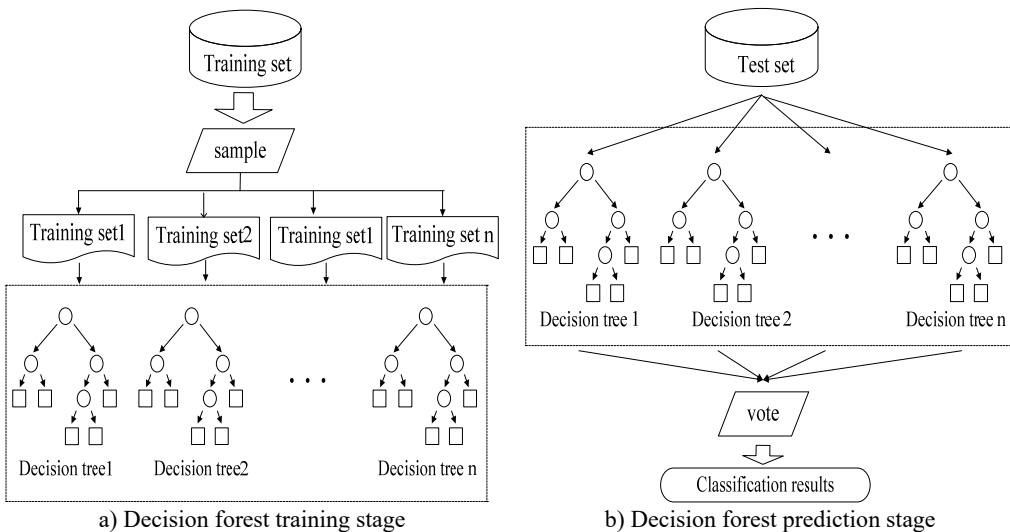 Training set
sample
Training set1
Training set2
Training set1
Training set n
. . .
Decision tree1
Decision tree2
Decision tree n
a) Decision forest training stage
Test set
. . .
Decision tree 1
Decision tree 2
Decision tree n
vote
Classification results
b) Decision forest prediction stage